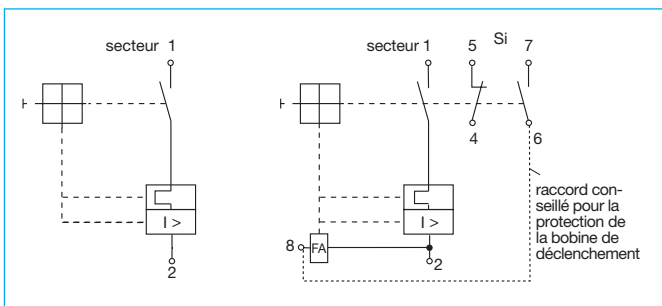 secteur 1
I >
2
secteur 1
5
Si
7
4
6
I >
8
FA
2
raccord con-
seillé pour la
protection de
la bobine de
déclenchement